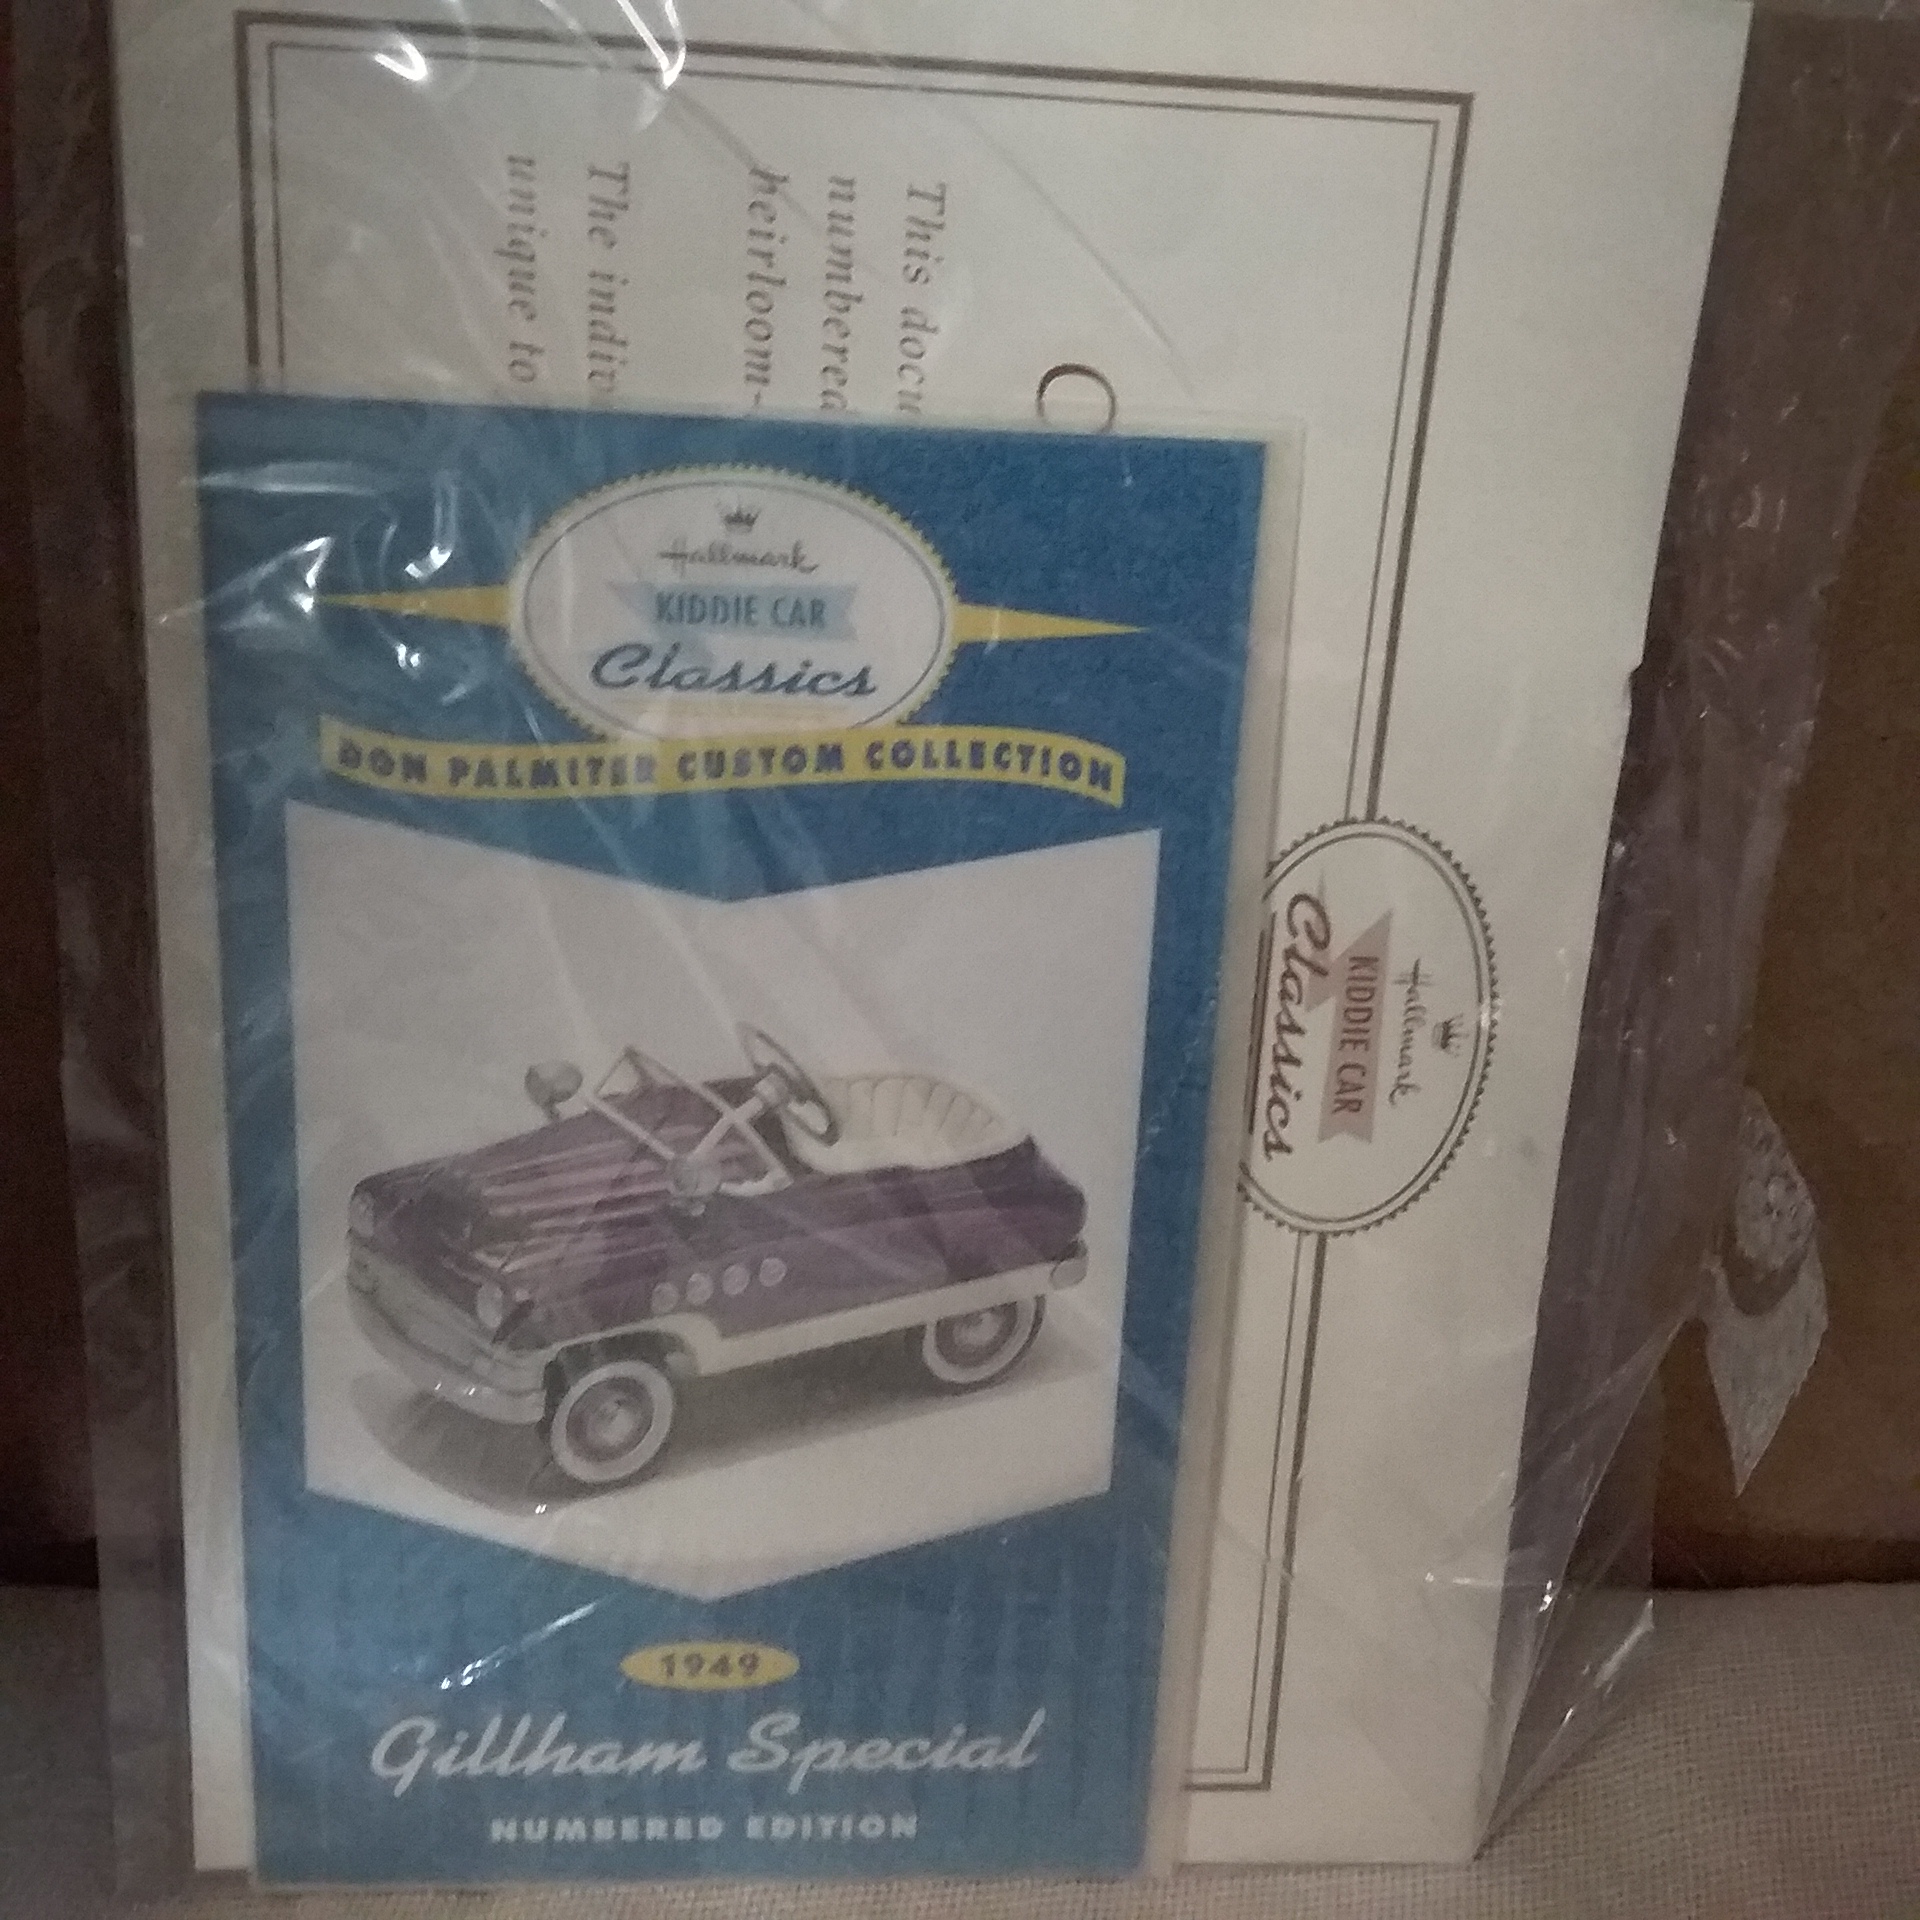 This docu
numbered
heirloom-
The indiv
unique to
C
Hallmark
KIDDIE CAR
Classics
DON PALMITER CUSTOM COLLECTION
1949
Gillham Special
NUMBERED EDITION
Hallmark
KIDDIE CAR
Classics